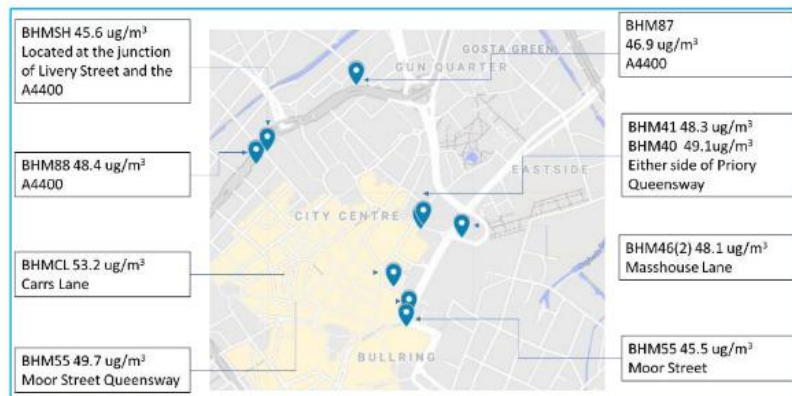 BHMSH 45.6 ug/m³
Located at the junction
of Livery Street and the
A4400
BHM88 48.4 ug/m³
A4400
BHMCL 53.2 ug/m³
Carrs Lane
BHM55 49.7 ug/m³
Moor Street Queensway
GOSTA GREEN
GUN QUARTER
EASTSIDE
CITY CENTRE
BULLRING
BHM87
46.9 ug/m³
A4400
BHM41 48.3 ug/m³
BHM40 49.1ug/m³
Either side of Priory
Queensway
BHM46(2) 48.1 ug/m³
Masshouse Lane
BHM55 45.5 ug/m³
Moor Street